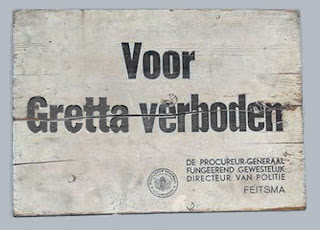 Voor
Gretta verboden
DE PROCUREUR-GENERAAL
FUNGEEREND GEWESTELIJK
DIRECTEUR VAN POLITIE
FEITSMA